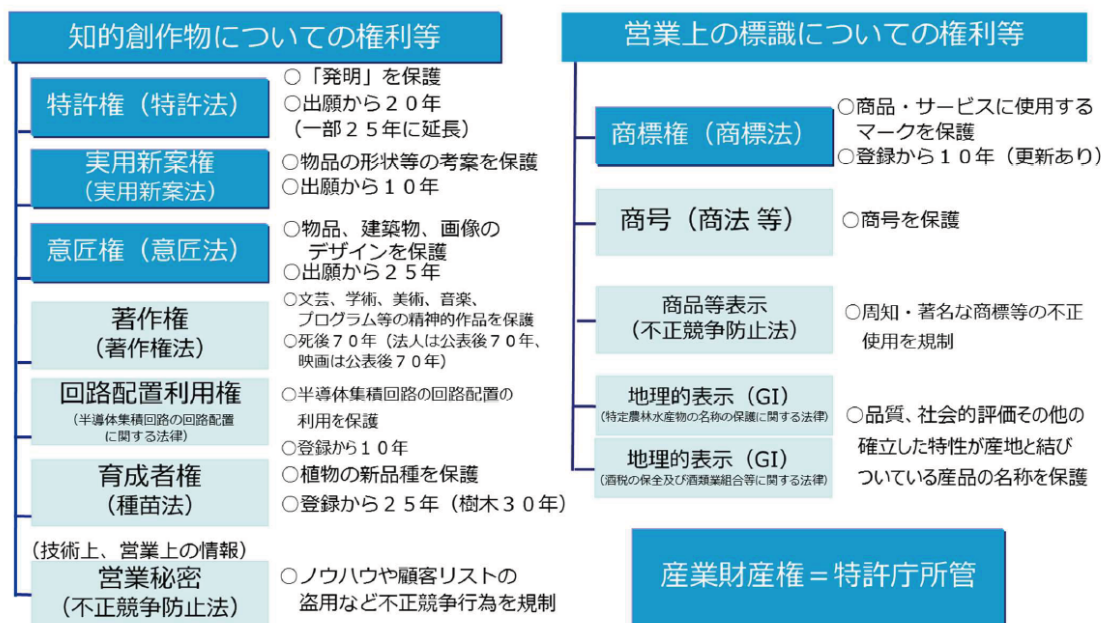 知的創作物についての権利等
特許権（特許法）
○「発明」を保護
○出願から２０年
（一部２５年に延長）
実用新案権
（実用新案法）
○物品の形状等の考案を保護
○出願から１０年
意匠権（意匠法）
○物品、建築物、画像の
デザインを保護
○出願から２５年
著作権
（著作権法）
○文芸、学術、美術、音楽、
プログラム等の精神的作品を保護
○死後７０年（法人は公表後７０年、
映画は公表後７０年）
回路配置利用権
（半導体集積回路の回路配置
に関する法律）
○半導体集積回路の回路配置の
利用を保護
○登録から１０年
育成者権
（種苗法）
○植物の新品種を保護
○登録から２５年（樹木３０年）
（技術上、営業上の情報）
営業秘密
（不正競争防止法）
○ノウハウや顧客リストの
盗用など不正競争行為を規制
営業上の標識についての権利等
商標権（商標法）
○商品・サービスに使用する
マークを保護
○登録から１０年（更新あり）
商号（商法 等）
○商号を保護
商品等表示
（不正競争防止法）
○周知・著名な商標等の不正
使用を規制
地理的表示（GI）
（特定農林水産物の名称の保護に関する法律）
地理的表示（GI）
（酒税の保全及び酒類業組合等に関する法律）
○品質、社会的評価その他の
確立した特性が産地と結び
ついている産品の名称を保護
産業財産権＝特許庁所管